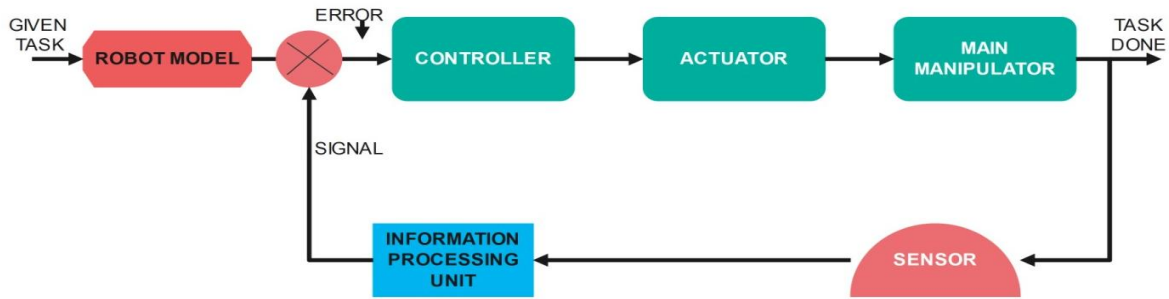 GIVEN
TASK
ROBOT MODEL
ERROR
CONTROLLER
ACTUATOR
MAIN
MANIPULATOR
TASK
DONE
SIGNAL
INFORMATION
PROCESSING
UNIT
SENSOR